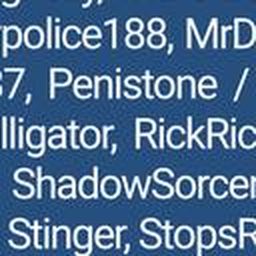 rpolice188, MrD
37, Penistone /
lligator, RickRic
ShadowSorcer
Stinger, StopsR